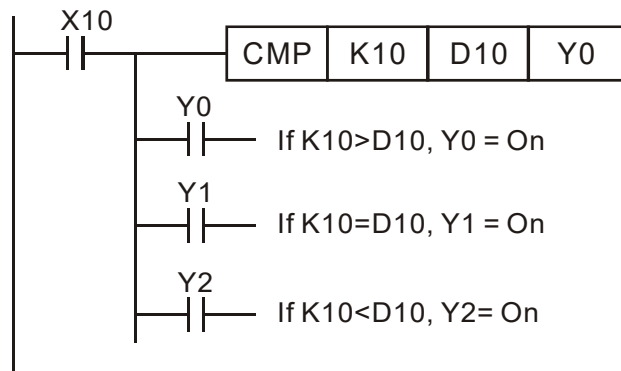 X10
CMP K10 D10 Y0
Y0
If K10>D10, Y0 = On
Y1
If K10=D10, Y1 = On
Y2
If K10<D10, Y2= On